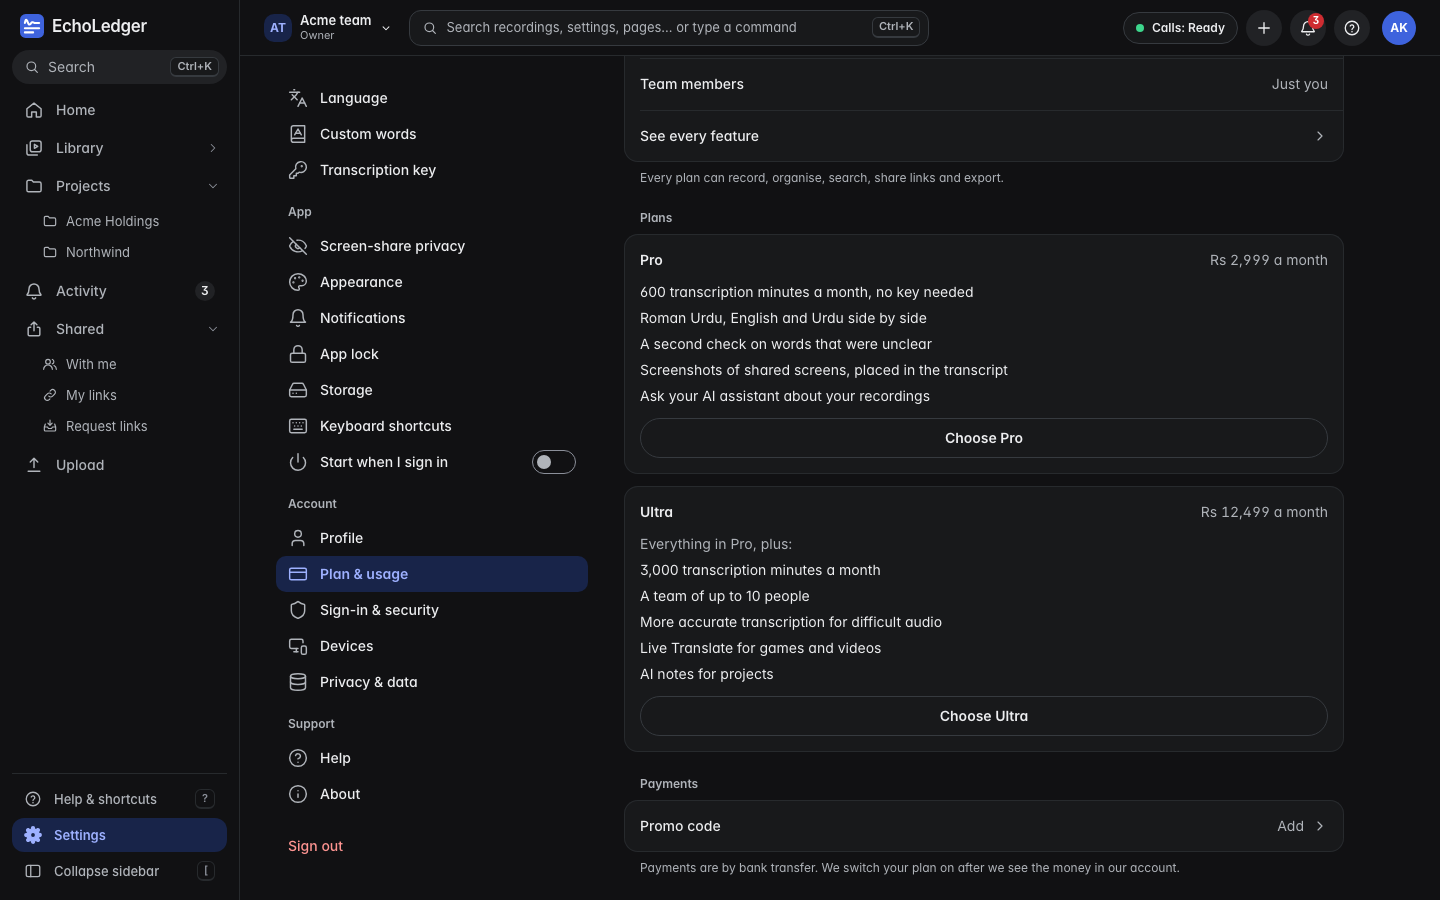 EchoLedger
Search Ctrl+K
Home
Library
Projects
Acme Holdings
Northwind
Activity 3
Shared
With me
My links
Request links
Upload
Help & shortcuts ?
Settings
Collapse sidebar [
AT Acme team
Owner
Search recordings, settings, pages... or type a command Ctrl+K
Calls: Ready
3
AK
Language
Custom words
Transcription key
App
Screen-share privacy
Appearance
Notifications
App lock
Storage
Keyboard shortcuts
Start when I sign in
Account
Profile
Plan & usage
Sign-in & security
Devices
Privacy & data
Support
Help
About
Sign out
Team members Just you
See every feature
Every plan can record, organise, search, share links and export.
Plans
Pro Rs 2,999 a month
600 transcription minutes a month, no key needed
Roman Urdu, English and Urdu side by side
A second check on words that were unclear
Screenshots of shared screens, placed in the transcript
Ask your AI assistant about your recordings
Choose Pro
Ultra Rs 12,499 a month
Everything in Pro, plus:
3,000 transcription minutes a month
A team of up to 10 people
More accurate transcription for difficult audio
Live Translate for games and videos
AI notes for projects
Choose Ultra
Payments
Promo code Add
Payments are by bank transfer. We switch your plan on after we see the money in our account.